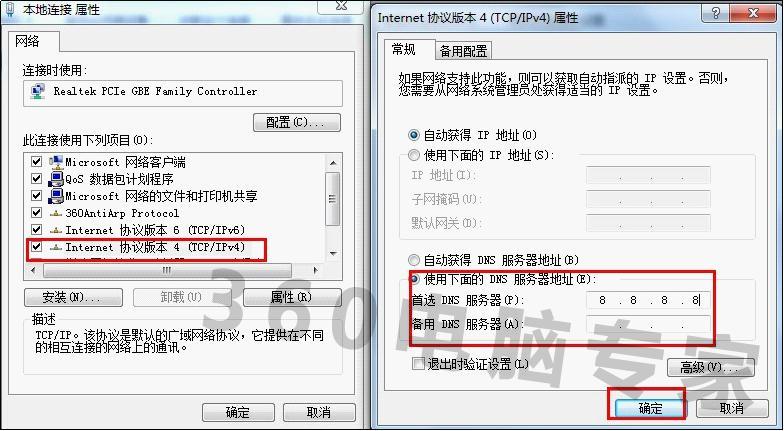 本地连接 属性
网络
连接时使用:
Realtek PCIe GBE Family Controller
配置(C)...
此连接使用下列项目(O):
Microsoft 网络客户端
QoS 数据包计划程序
Microsoft 网络的文件和打印机共享
360AntiArp Protocol
Internet 协议版本 6 (TCP/IPv6)
Internet 协议版本 4 (TCP/IPv4)
安装(N)...
卸载(U)
属性(R)
描述
TCP/IP。该协议是默认的广域网络协议，它提供在不同
的相互连接的网络上的通讯。
确定
取消
Internet 协议版本 4 (TCP/IPv4) 属性
常规
备用配置
如果网络支持此功能，则可以获取自动指派的 IP 设置。否则，
您需要从网络系统管理员处获得适当的 IP 设置。
自动获得 IP 地址(O)
使用下面的 IP 地址(S):
IP 地址(I):
子网掩码(U):
默认网关(D):
自动获得 DNS 服务器地址(B)
使用下面的 DNS 服务器地址(E):
首选 DNS 服务器(P): 8 . 8 . 8 . 8
备用 DNS 服务器(A):
退出时验证设置(L)
高级(V)...
确定
取消
360电脑专家